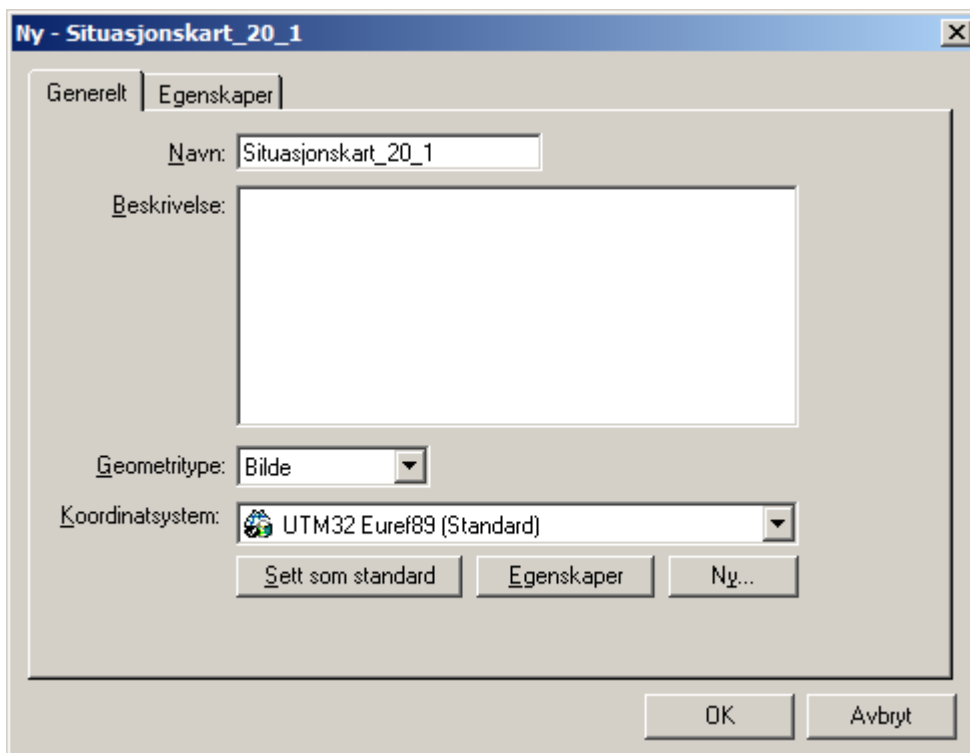 Ny - Situasjonskart_20_1
Generelt Egenskaper
Navn: Situasjonskart_20_1
Beskrivelse:
Geometritype: Bilde
Koordinatsystem: UTM32 Euref89 (Standard)
Sett som standard Egenskaper Ny...
OK Avbryt